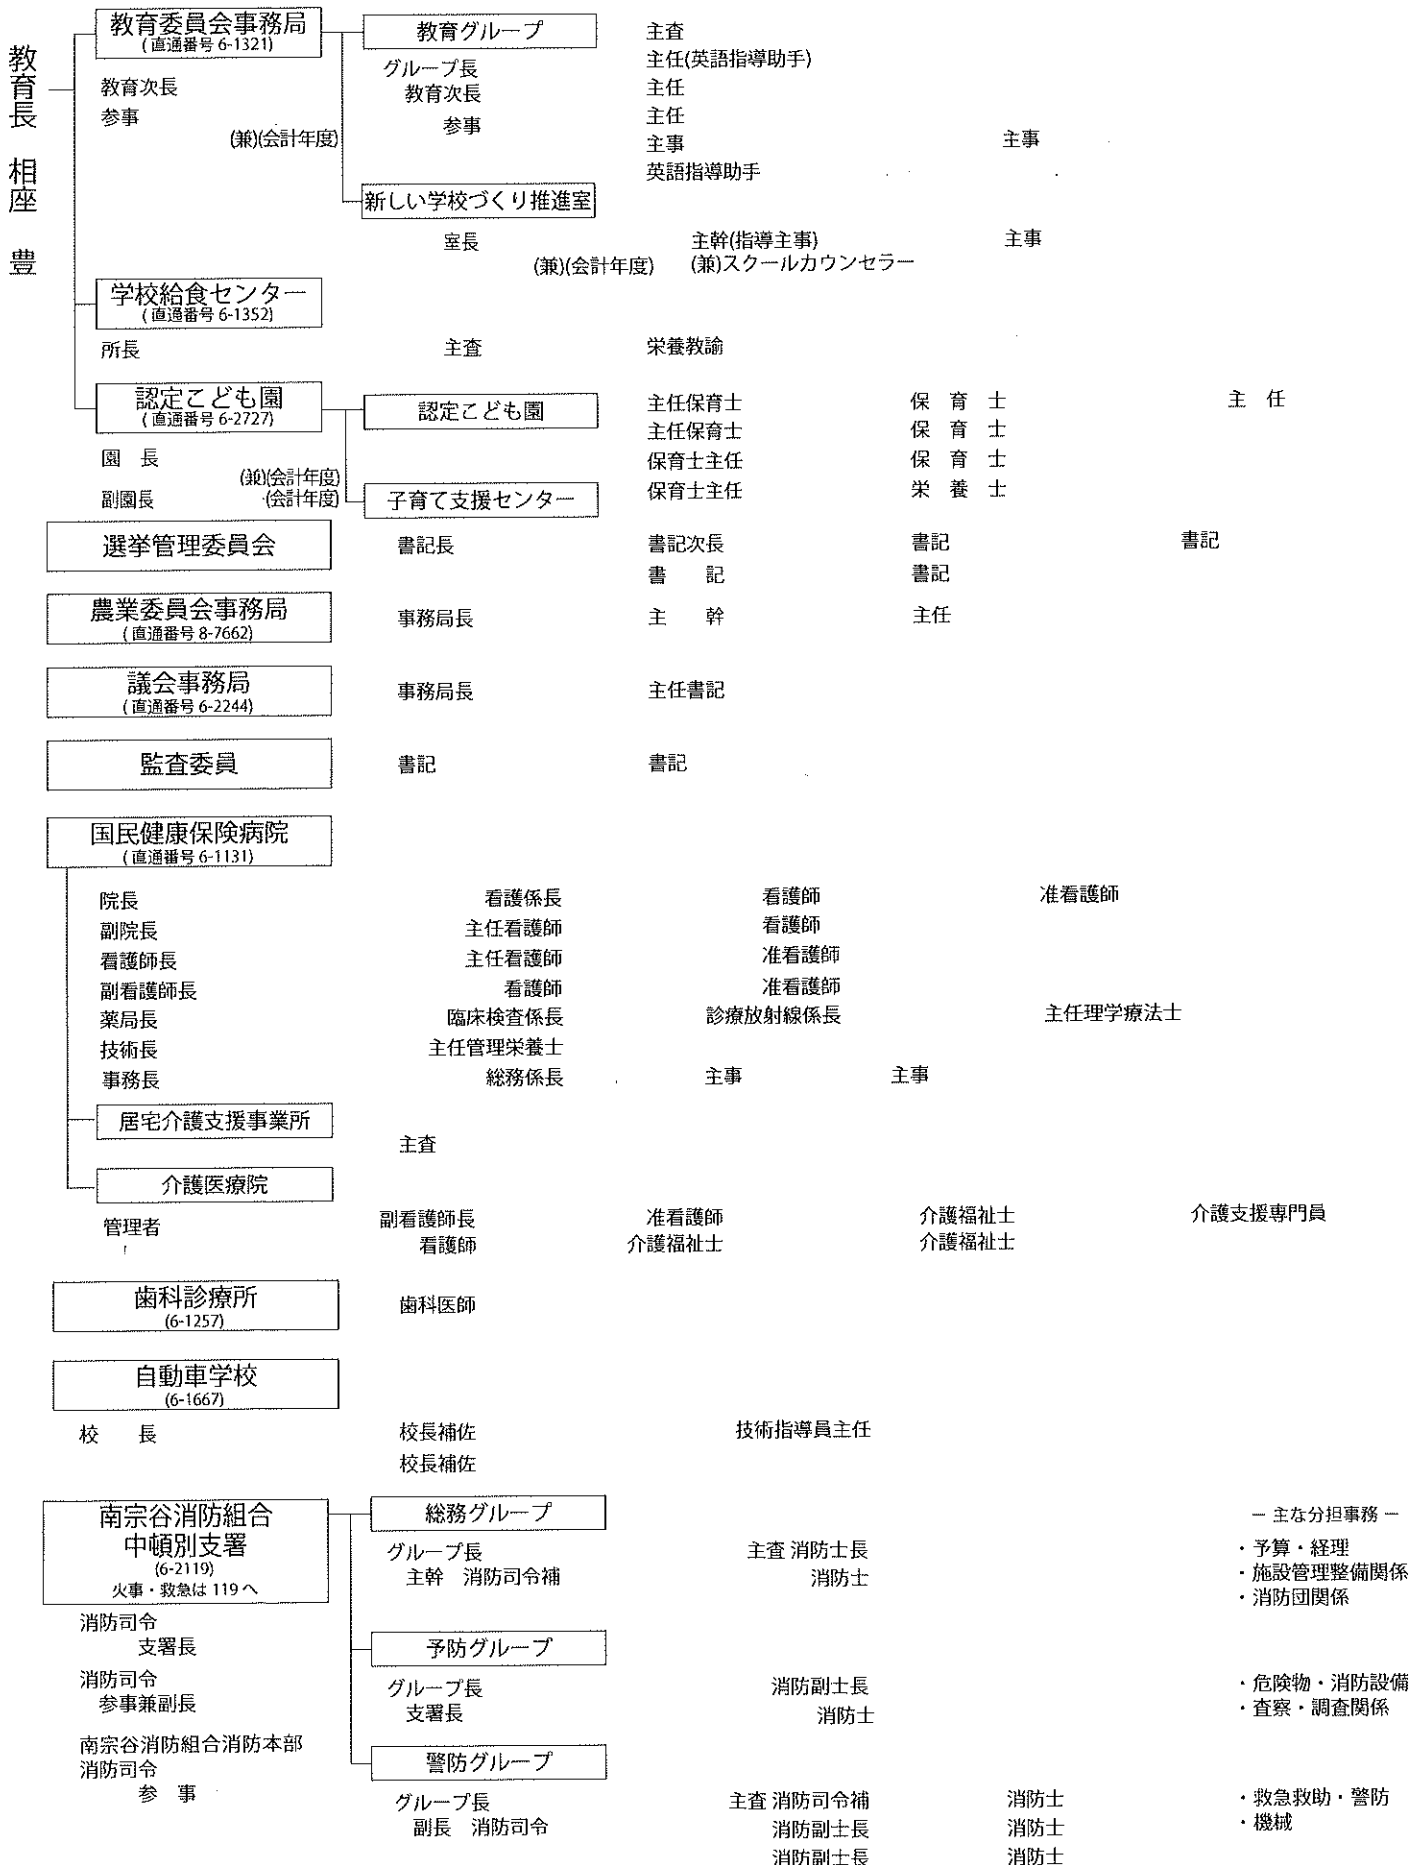 教育長　相座　豊
教育委員会事務局
(直通番号 6-1321)
教育次長
参事
(兼)(会計年度)
教育グループ
グループ長
教育次長
参事
主査
主任(英語指導助手)
主任
主任
主事　主事
英語指導助手
新しい学校づくり推進室
室長　主幹(指導主事)　主事
(兼)(会計年度)　(兼)スクールカウンセラー
学校給食センター
(直通番号 6-1352)
所長　主査　栄養教諭
認定こども園
(直通番号 6-2727)
園　長
(兼)(会計年度)
副園長　(会計年度)
認定こども園
子育て支援センター
主任保育士　保　育　士　主　任
主任保育士　保　育　士
保育士主任　保　育　士
保育士主任　栄　養　士
選挙管理委員会
書記長　書記次長　書記　書記
書　　記　書記
農業委員会事務局
(直通番号 8-7662)
事務局長　主　　幹　主任
議会事務局
(直通番号 6-2244)
事務局長　主任書記
監査委員
書記　書記
国民健康保険病院
(直通番号 6-1131)
院長　看護係長　看護師　准看護師
副院長　主任看護師　看護師
看護師長　主任看護師　准看護師
副看護師長　看護師　准看護師
薬局長　臨床検査係長　診療放射線係長　主任理学療法士
技術長　主任管理栄養士
事務長　総務係長　主事　主事
居宅介護支援事業所
主査
介護医療院
管理者　副看護師長　准看護師　介護福祉士　介護支援専門員
看護師　介護福祉士　介護福祉士
歯科診療所
(6-1257)
歯科医師
自動車学校
(6-1667)
校　　長　校長補佐　技術指導員主任
校長補佐
南宗谷消防組合
中頓別支署
(6-2119)
火事・救急は 119 へ
消防司令
支署長
消防司令
参事兼副長
南宗谷消防組合消防本部
消防司令
参　事
総務グループ
グループ長　主査 消防士長
主幹　消防司令補　消防士
― 主な分担事務 ―
・予算・経理
・施設管理整備関係
・消防団関係
予防グループ
グループ長　消防副士長
支署長　消防士
・危険物・消防設備
・査察・調査関係
警防グループ
グループ長　主査 消防司令補　消防士
副長　消防司令　消防副士長　消防士
消防副士長　消防士
・救急救助・警防
・機械